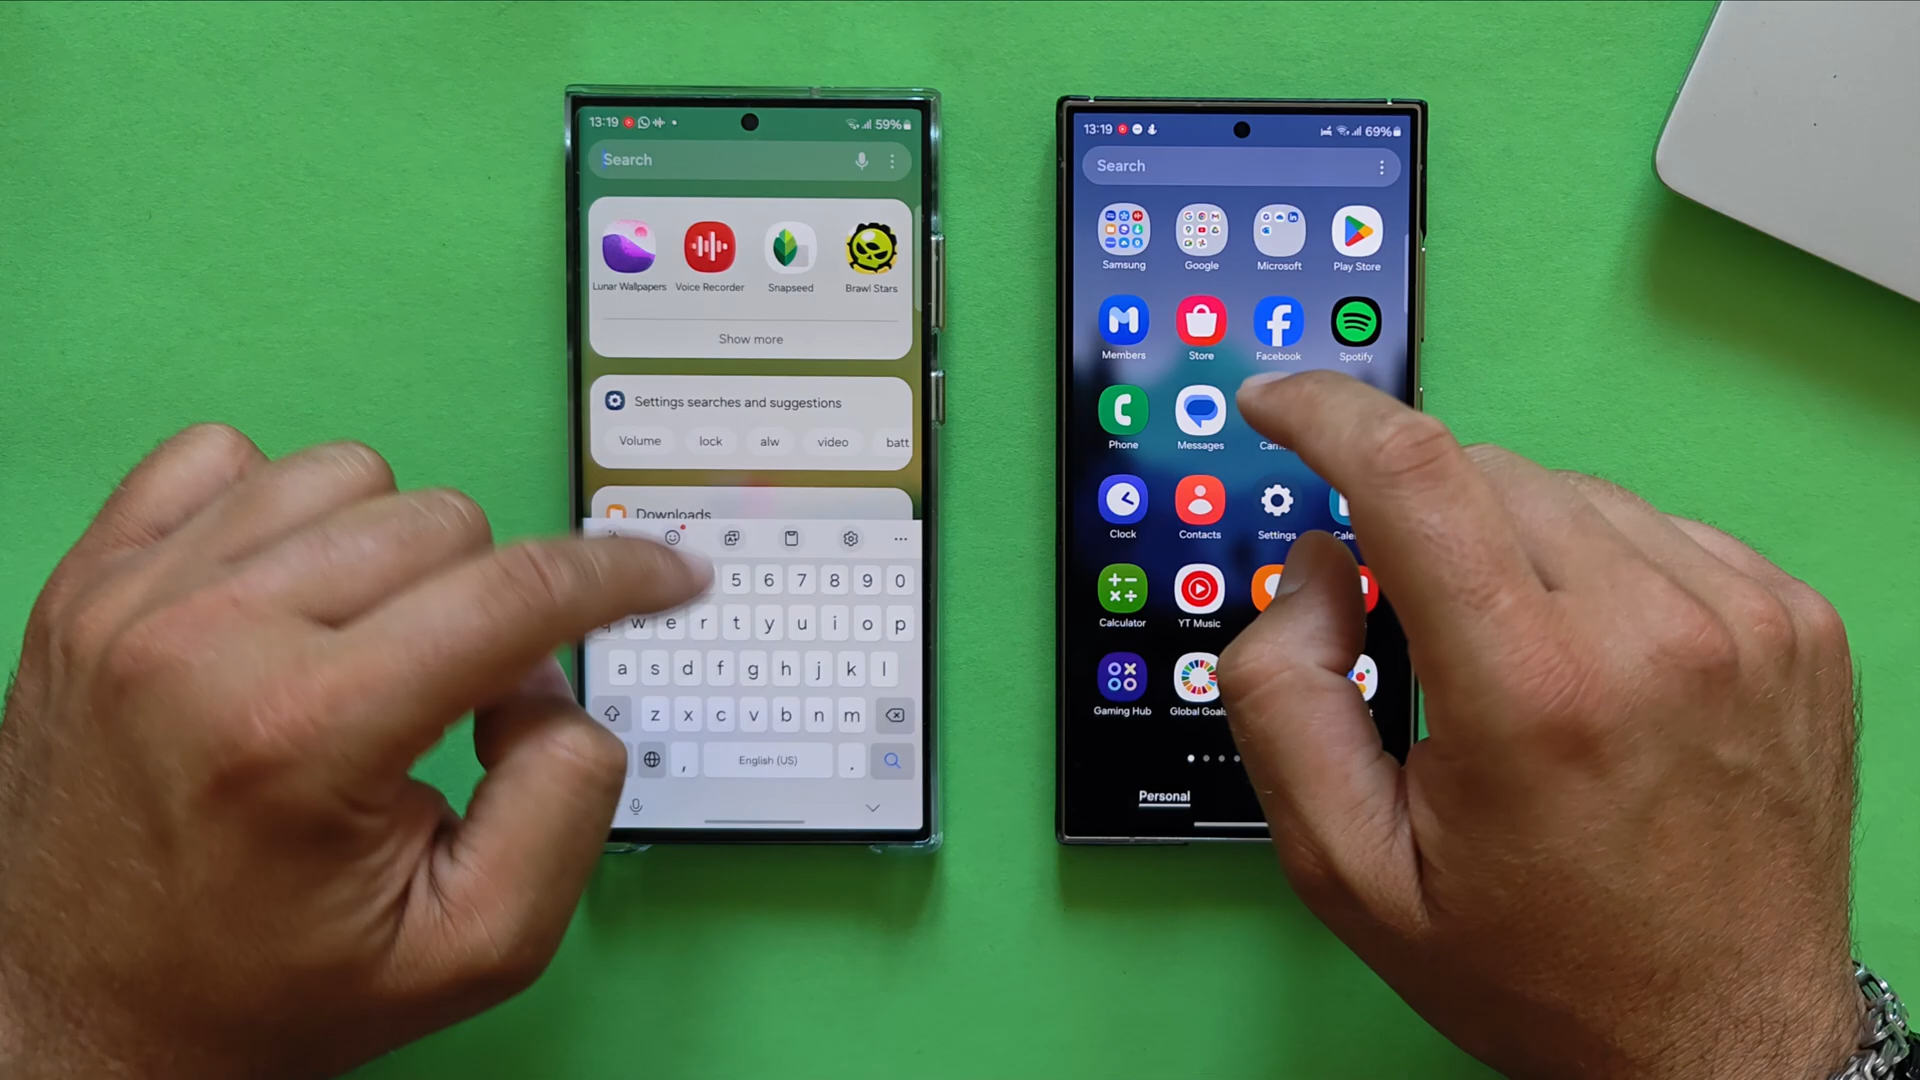 13:19
59%
Search
Lunar Wallpapers
Voice Recorder
Snapseed
Brawl Stars
Show more
Settings searches and suggestions
Volume
lock
alw
video
batt
Downloads
5 6 7 8 9 0
q w e r t y u i o p
a s d f g h j k l
z x c v b n m
, English (US) .
13:19
69%
Search
Samsung
Google
Microsoft
Play Store
Members
Store
Facebook
Spotify
Phone
Messages
Cam
Clock
Contacts
Settings
Cale
Calculator
YT Music
Gaming Hub
Global Goals
Personal